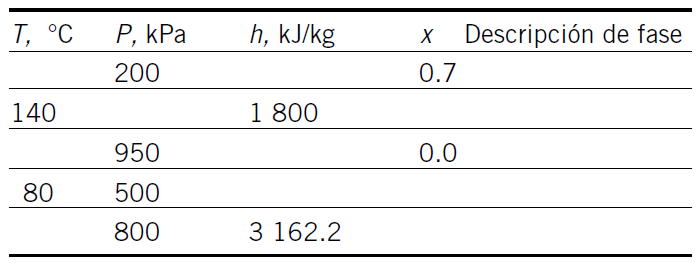 T, °C P, kPa h, kJ/kg x Descripción de fase
200 0.7
140 1 800
950 0.0
80 500
800 3 162.2